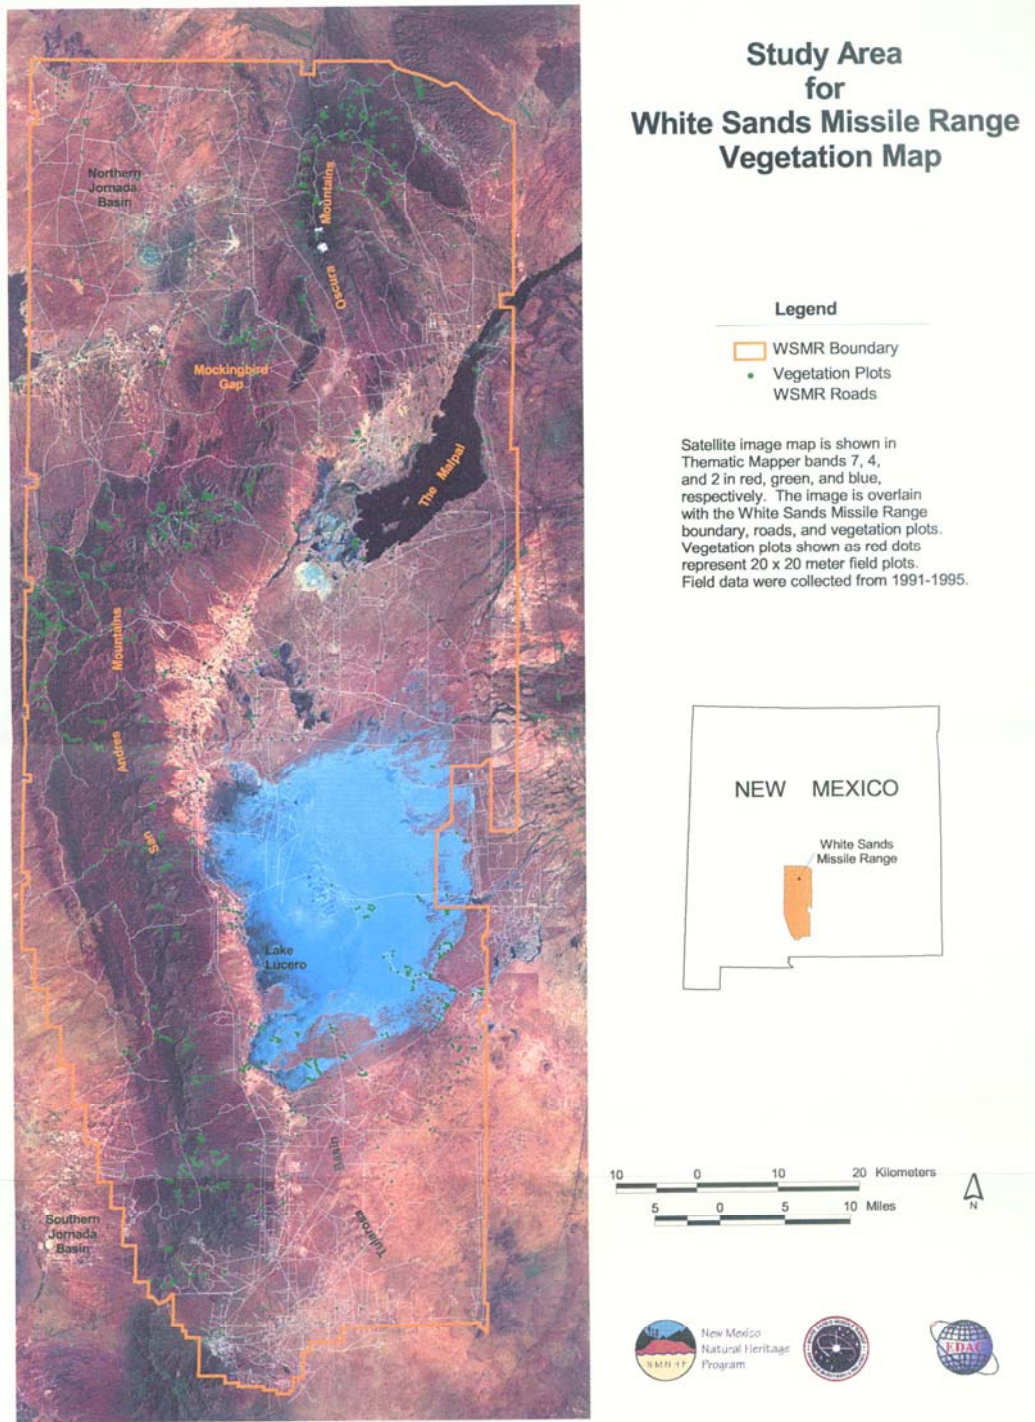 Study Area
for
White Sands Missile Range
Vegetation Map
Northern
Jornada
Basin
Oscura Mountains
Mockingbird
Gap
The Malpai
San Andres Mountains
Lake
Lucero
Tularosa Basin
Southern
Jornada
Basin
Legend
WSMR Boundary
Vegetation Plots
WSMR Roads
Satellite image map is shown in
Thematic Mapper bands 7, 4,
and 2 in red, green, and blue,
respectively. The image is overlain
with the White Sands Missile Range
boundary, roads, and vegetation plots.
Vegetation plots shown as red dots
represent 20 x 20 meter field plots.
Field data were collected from 1991-1995.
NEW MEXICO
White Sands
Missile Range
10 0 10 20 Kilometers
5 0 5 10 Miles
N
NMNHP
New Mexico
Natural Heritage
Program
EDAC